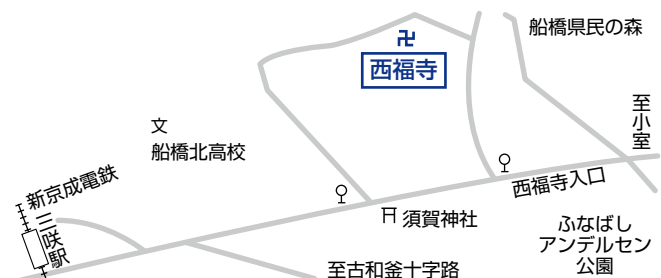 船橋県民の森
卍
西福寺
至小室
文
船橋北高校
西福寺入口
新京成電鉄
三咲駅
須賀神社
ふなばし
アンデルセン
公園
至古和釜十字路